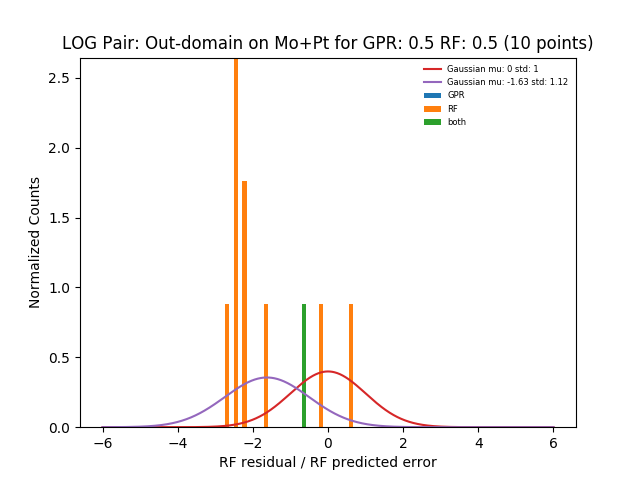 LOG Pair: Out-domain on Mo+Pt for GPR: 0.5 RF: 0.5 (10 points)
Gaussian mu: 0 std: 1
Gaussian mu: -1.63 std: 1.12
GPR
RF
both
Normalized Counts
2.5
2.0
1.5
1.0
0.5
0.0
−6 −4 −2 0 2 4 6
RF residual / RF predicted error